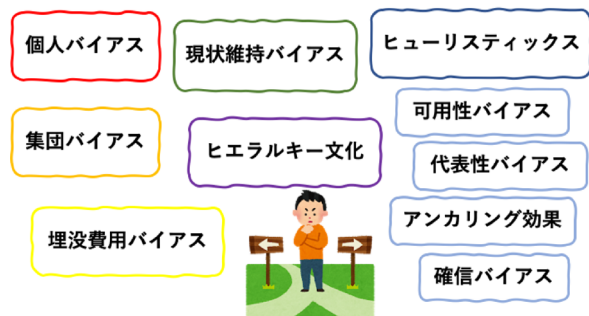 個人バイアス
現状維持バイアス
ヒューリスティックス
集団バイアス
ヒエラルキー文化
可用性バイアス
代表性バイアス
埋没費用バイアス
アンカリング効果
確信バイアス